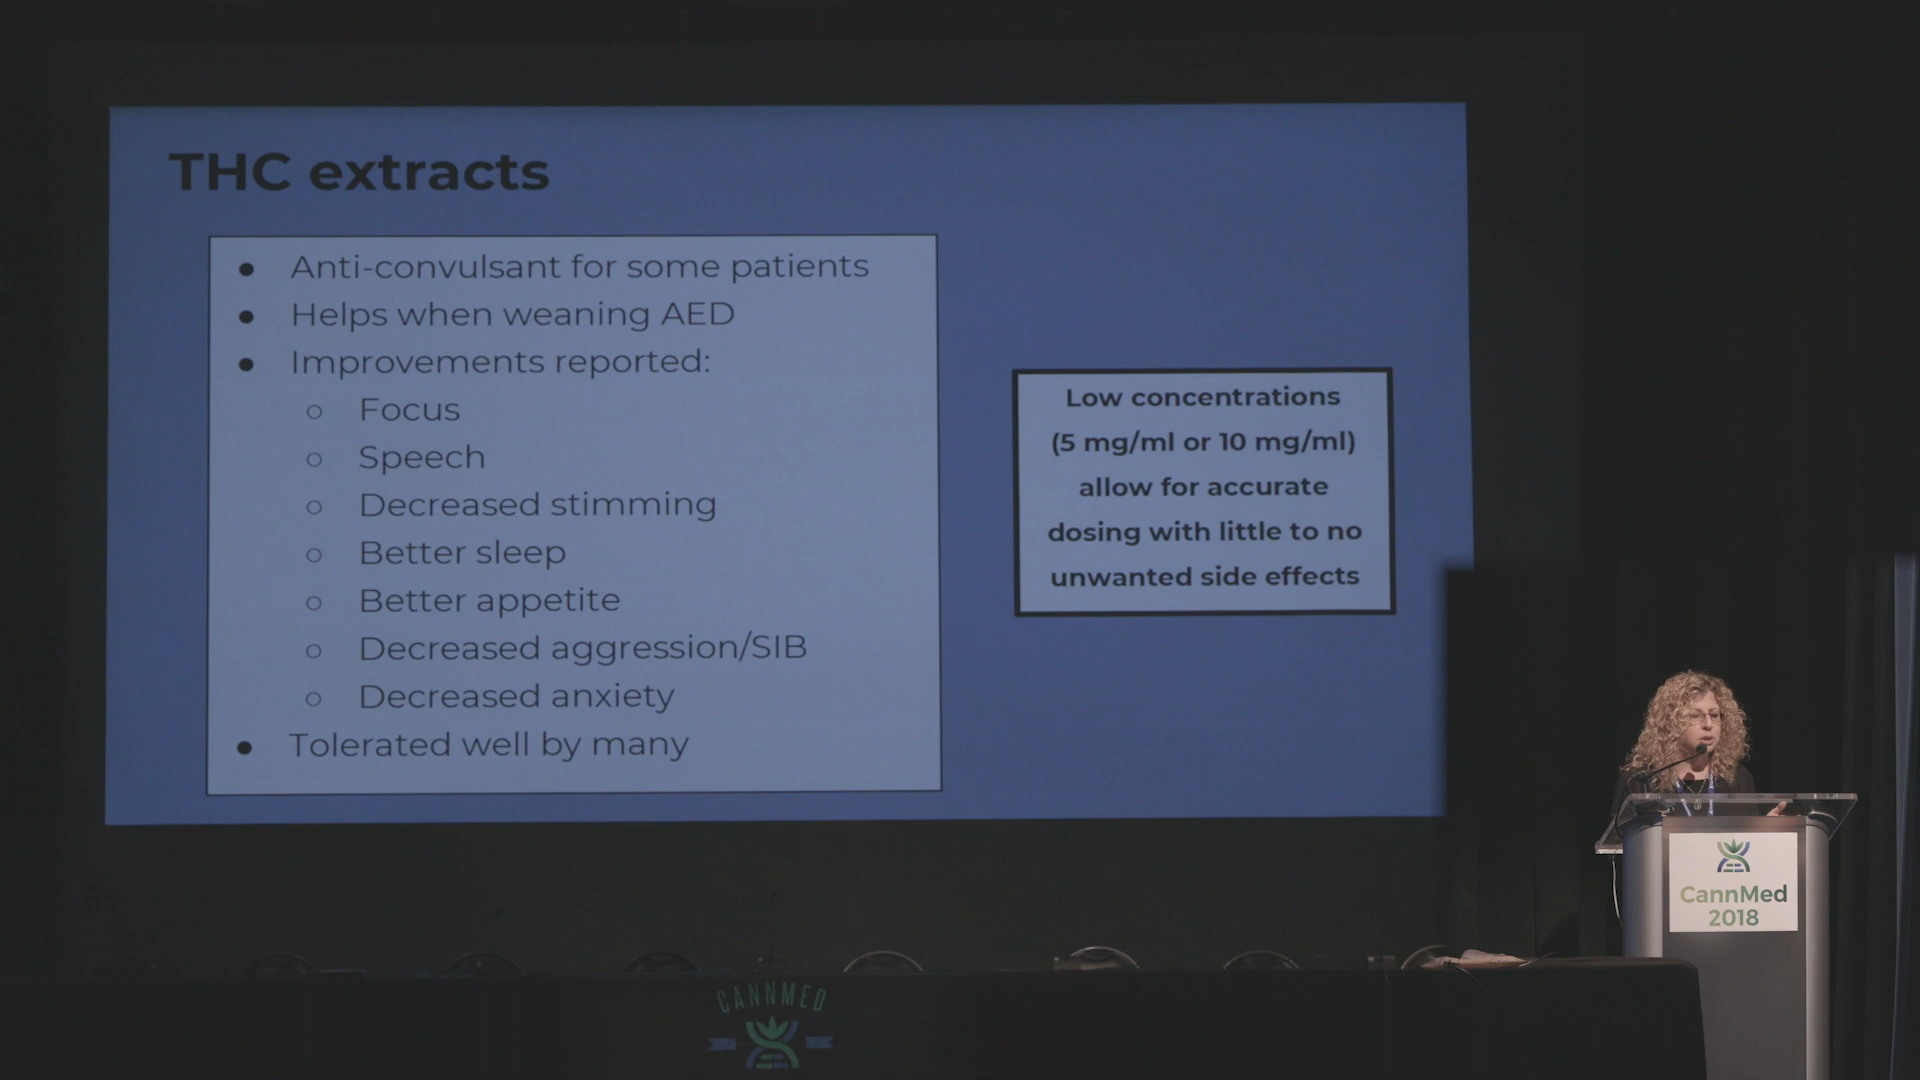 THC extracts
● Anti-convulsant for some patients
● Helps when weaning AED
● Improvements reported:
○ Focus
○ Speech
○ Decreased stimming
○ Better sleep
○ Better appetite
○ Decreased aggression/SIB
○ Decreased anxiety
● Tolerated well by many
Low concentrations
(5 mg/ml or 10 mg/ml)
allow for accurate
dosing with little to no
unwanted side effects
CannMed
2018
CANNMED